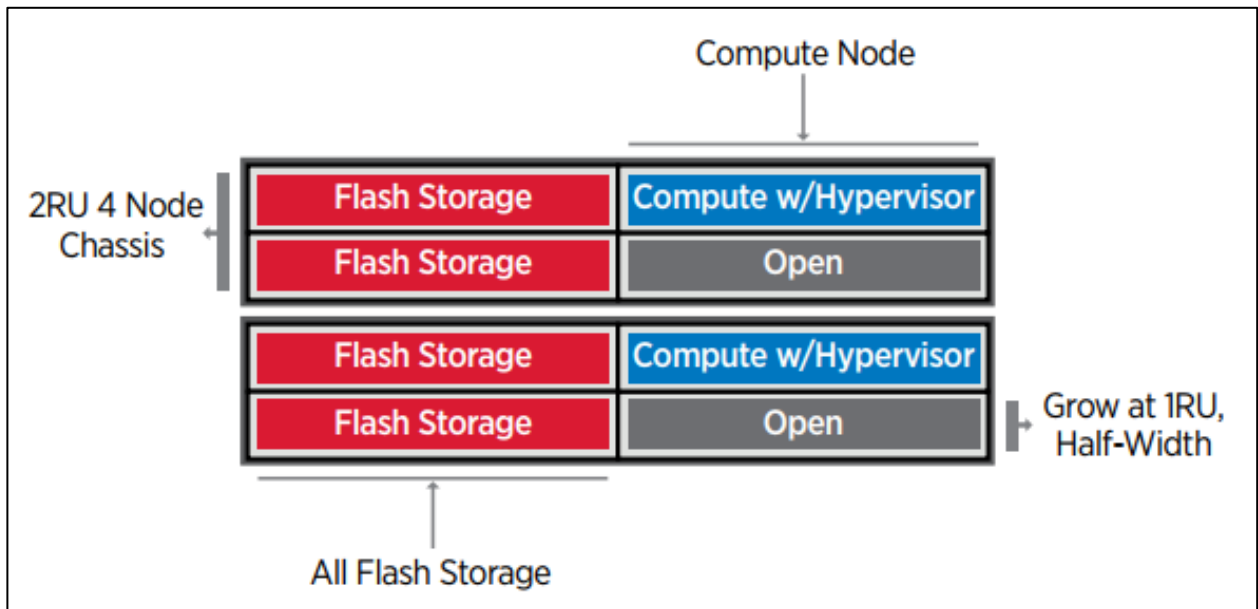 Compute Node
2RU 4 Node
Chassis
Flash Storage
Compute w/Hypervisor
Flash Storage
Open
Flash Storage
Compute w/Hypervisor
Flash Storage
Open
Grow at 1RU,
Half-Width
All Flash Storage